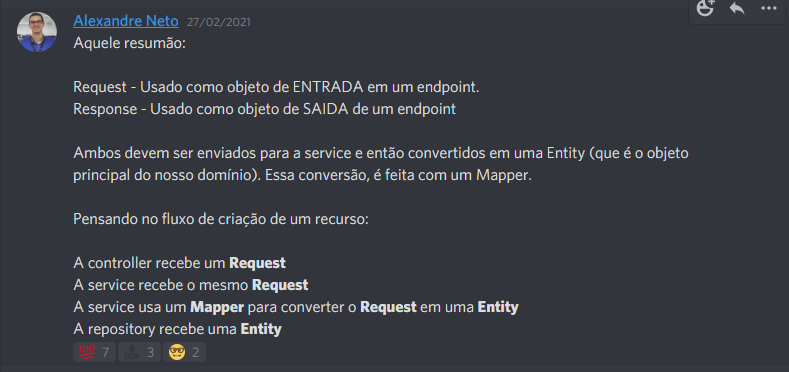 Alexandre Neto 27/02/2021
Aquele resumão:
Request - Usado como objeto de ENTRADA em um endpoint.
Response - Usado como objeto de SAIDA de um endpoint
Ambos devem ser enviados para a service e então convertidos em uma Entity (que é o objeto
principal do nosso domínio). Essa conversão, é feita com um Mapper.
Pensando no fluxo de criação de um recurso:
A controller recebe um Request
A service recebe o mesmo Request
A service usa um Mapper para converter o Request em uma Entity
A repository recebe uma Entity
100 7 TOP 3 2